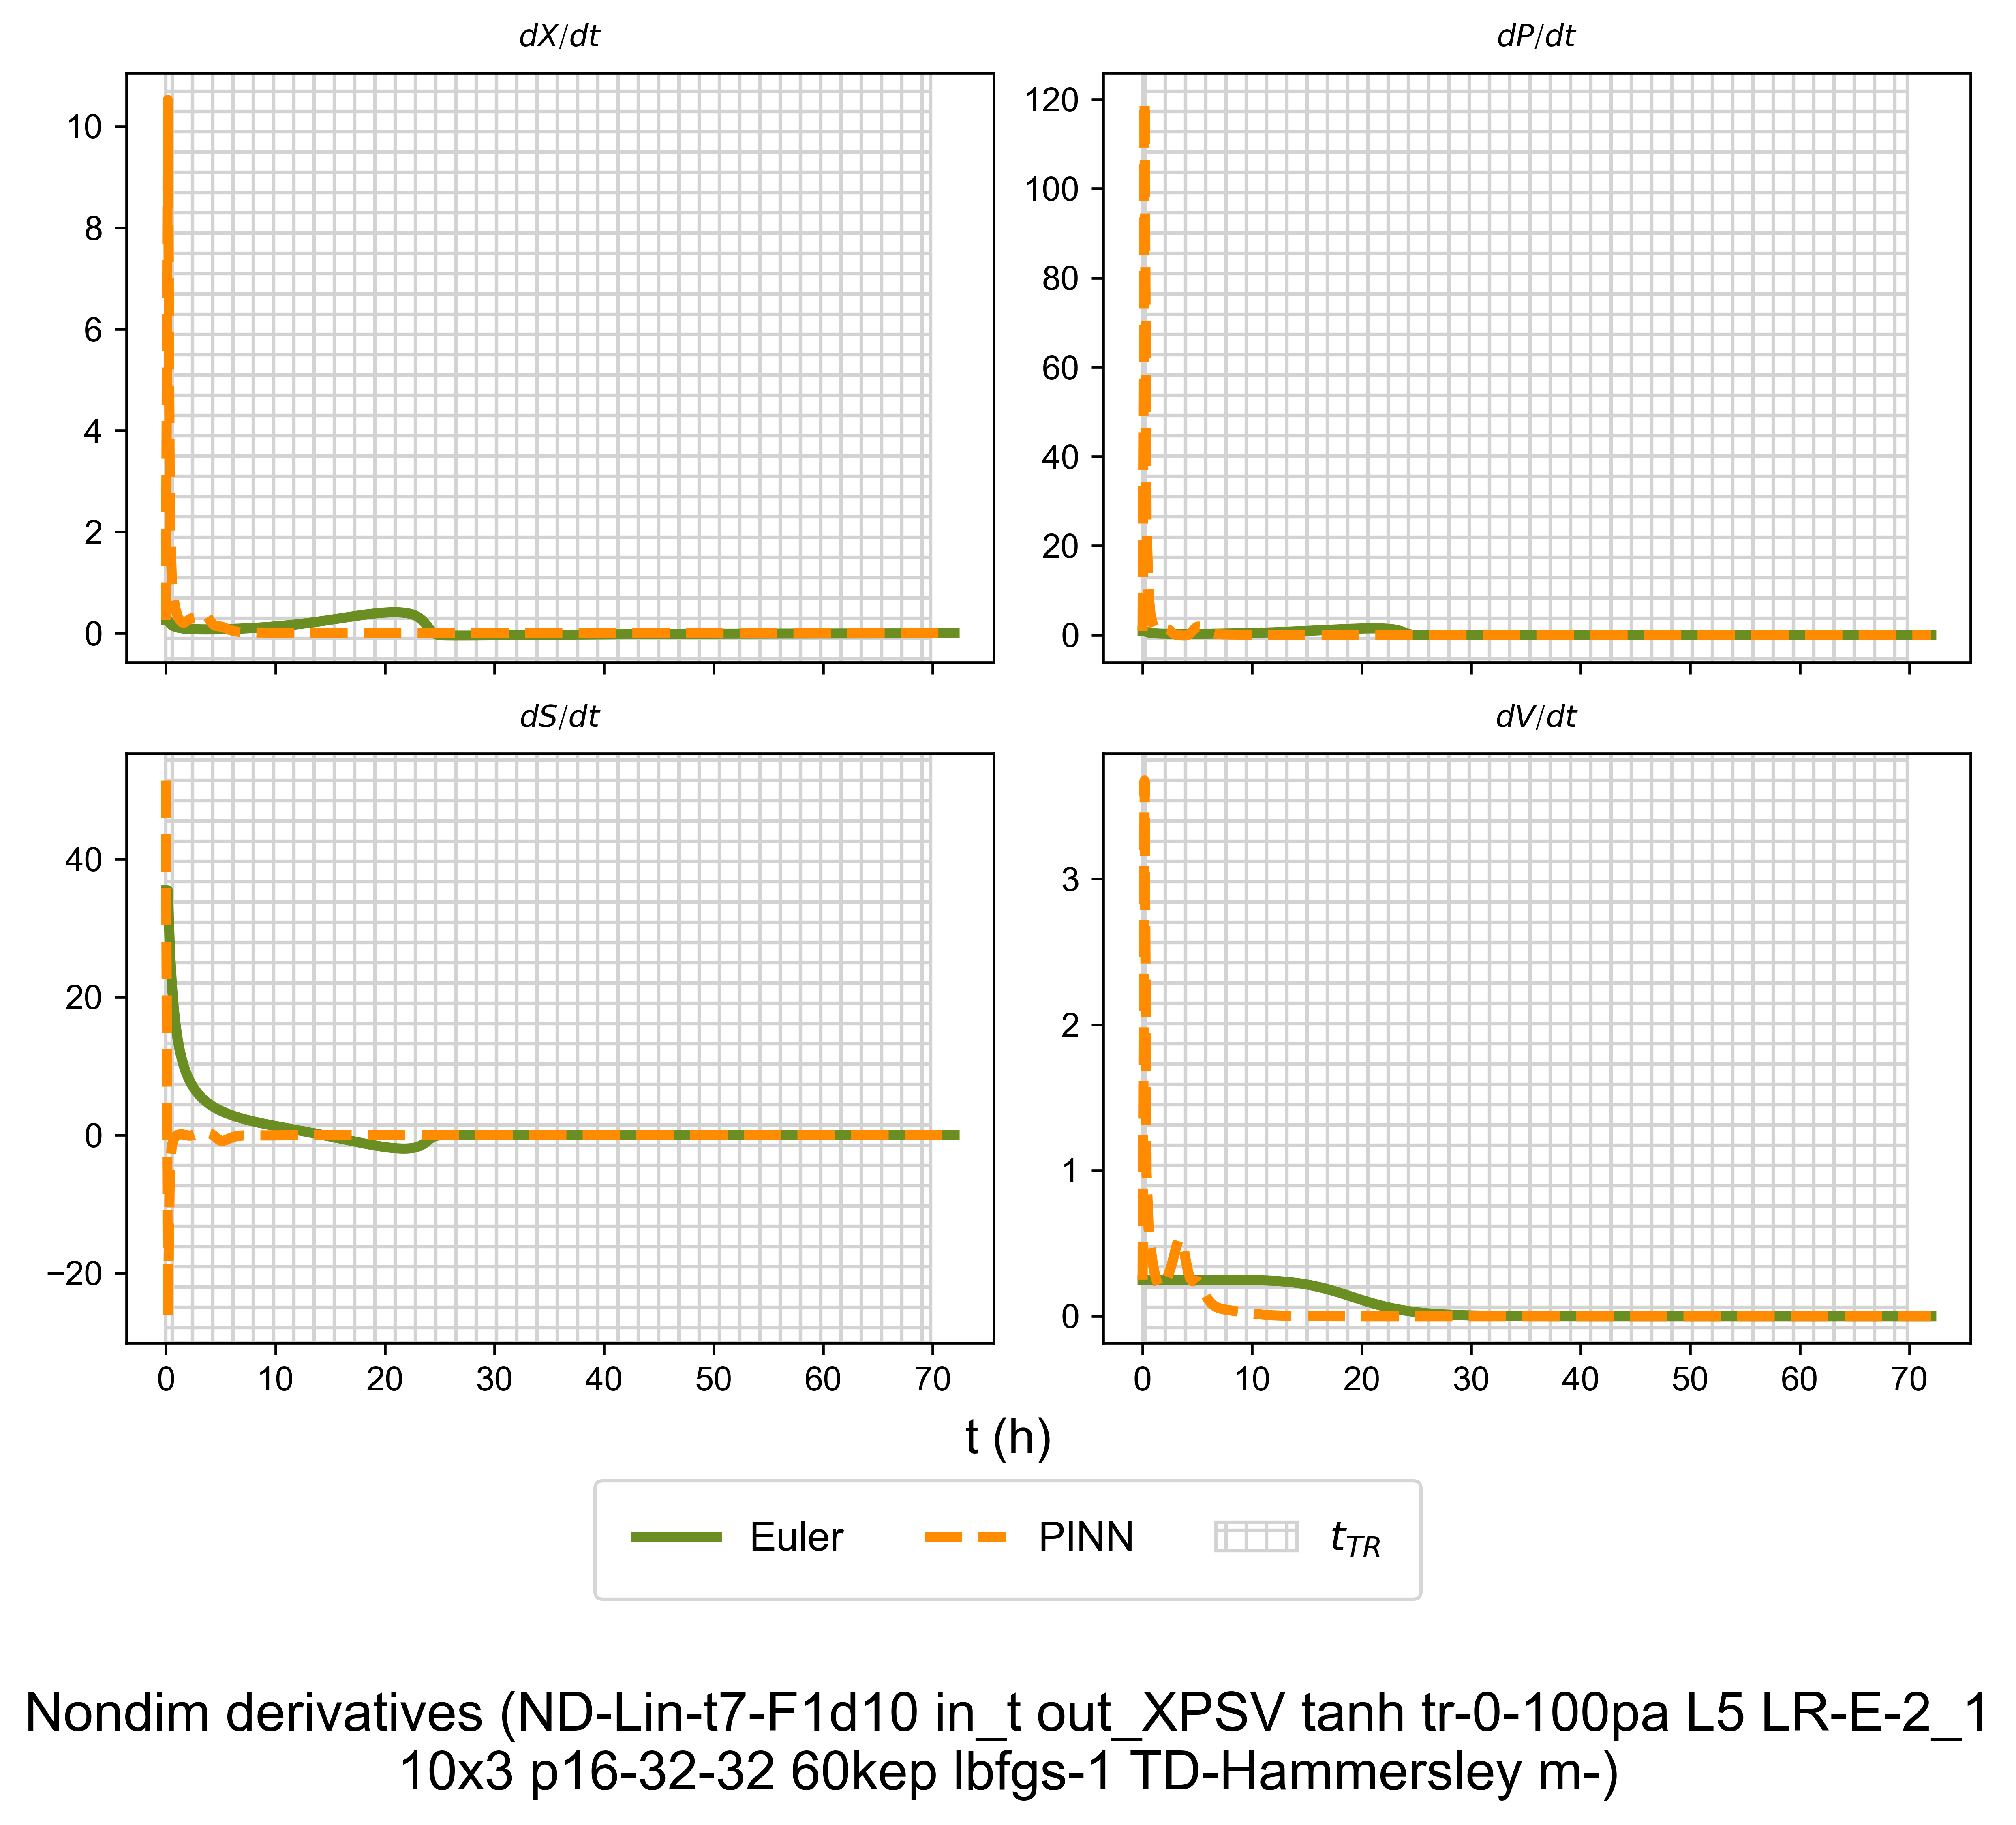 dX/dt
dP/dt
10
8
6
4
2
0
120
100
80
60
40
20
0
dS/dt
dV/dt
40
20
0
−20
0 10 20 30 40 50 60 70
3
2
1
0
0 10 20 30 40 50 60 70
t (h)
Euler PINN t_TR
Nondim derivatives (ND-Lin-t7-F1d10 in_t out_XPSV tanh tr-0-100pa L5 LR-E-2_1
10x3 p16-32-32 60kep lbfgs-1 TD-Hammersley m-)